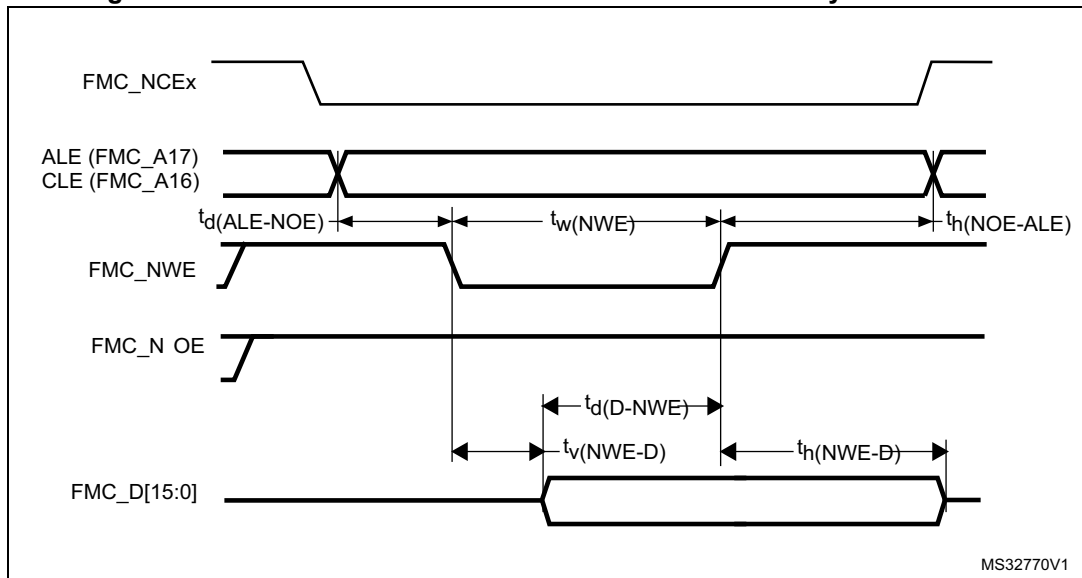 FMC_NCEx
ALE (FMC_A17)
CLE (FMC_A16)
td(ALE-NOE)
tw(NWE)
th(NOE-ALE)
FMC_NWE
FMC_N OE
td(D-NWE)
tv(NWE-D)
th(NWE-D)
FMC_D[15:0]
MS32770V1